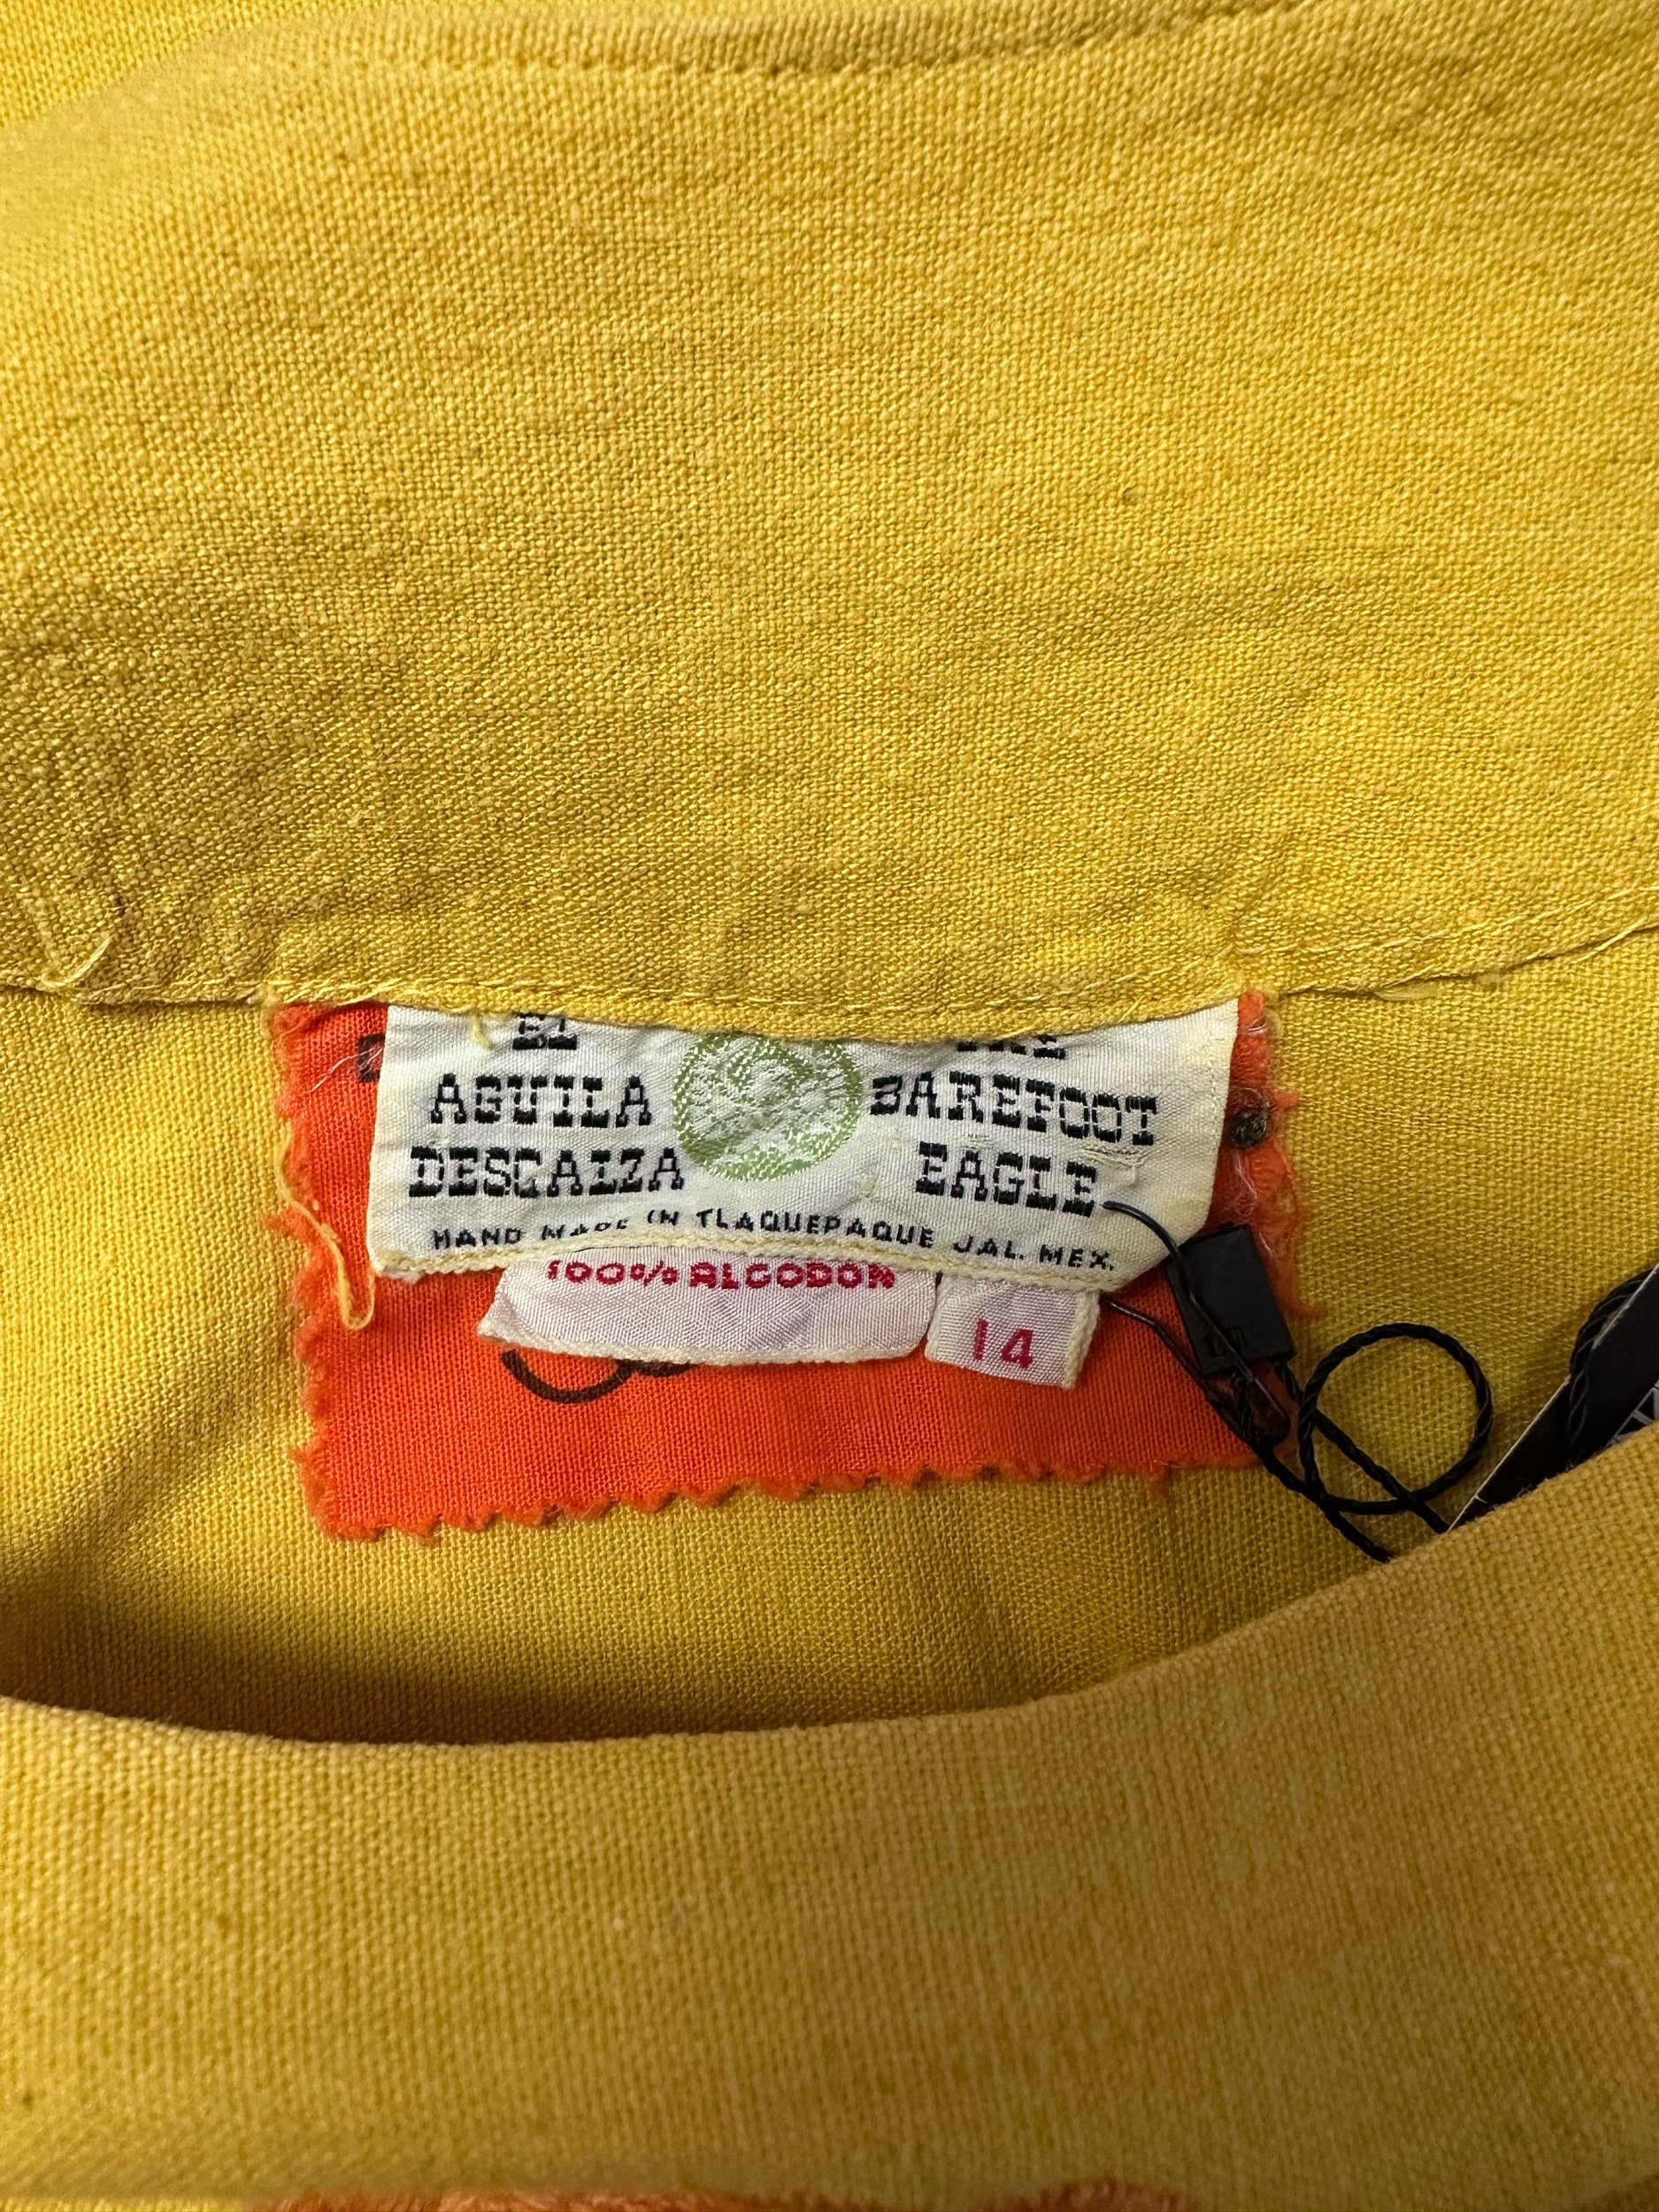 EL
AGUILA
DESCALZA
THE
BAREFOOT
EAGLE
HAND MADE IN TLAQUEPAQUE JAL. MEX.
100% ALGODON
14